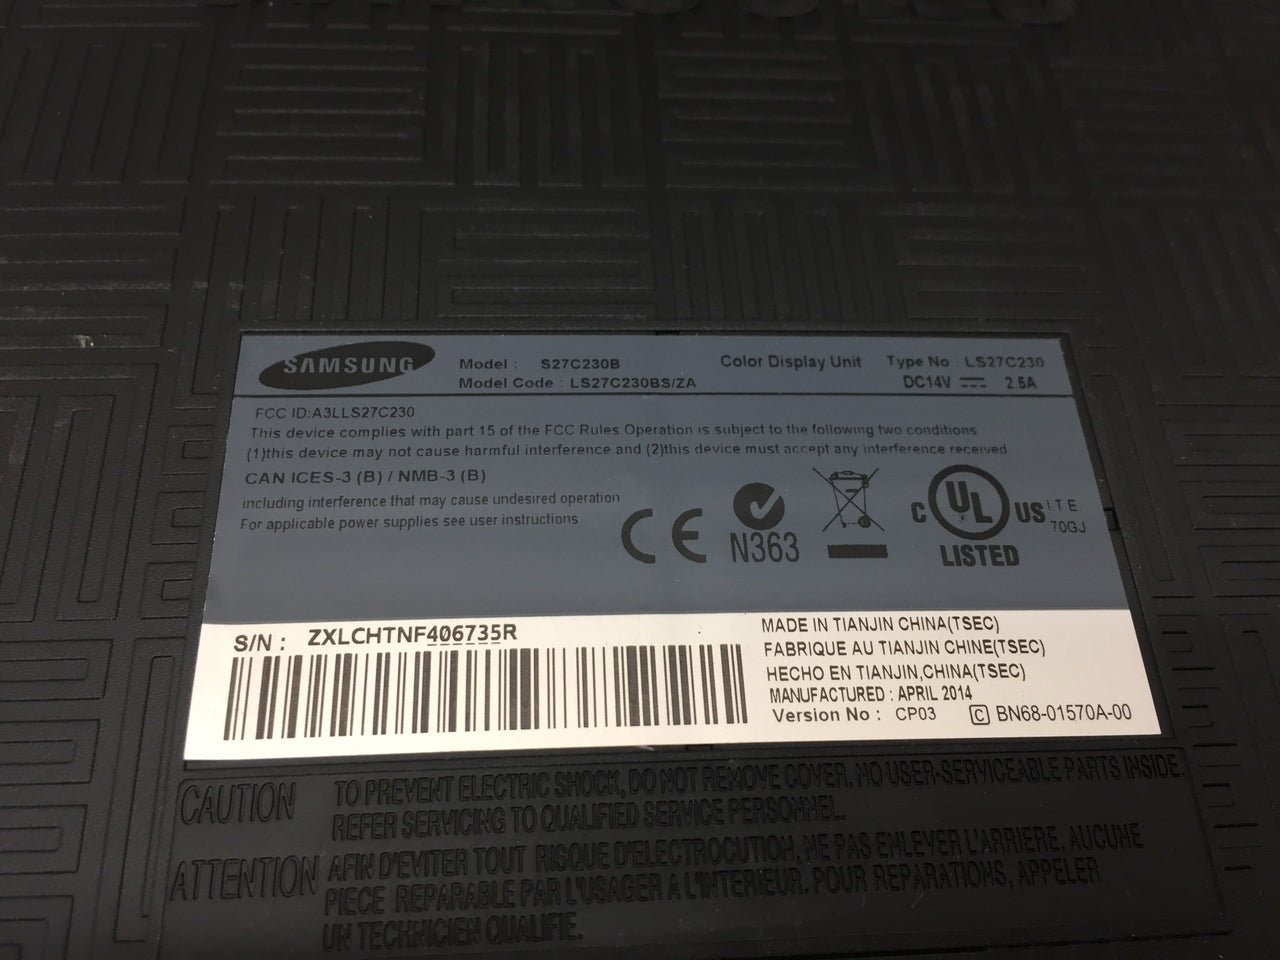 SAMSUNG
Model : S27C230B
Color Display Unit
Type No. LS27C230
Model Code : LS27C230BS/ZA
DC14V ⎓ 2.5A
FCC ID:A3LLS27C230
This device complies with part 15 of the FCC Rules Operation is subject to the following two conditions
(1)this device may not cause harmful interference and (2)this device must accept any interference received
CAN ICES-3 (B) / NMB-3 (B)
including interference that may cause undesired operation
For applicable power supplies see user instructions
CE
N363
C UL US
LISTED
ITE
70GJ
S/N : ZXLCHTNF406735R
MADE IN TIANJIN CHINA(TSEC)
FABRIQUE AU TIANJIN CHINE(TSEC)
HECHO EN TIANJIN,CHINA(TSEC)
MANUFACTURED : APRIL 2014
Version No : CP03
C BN68-01570A-00
CAUTION
TO PREVENT ELECTRIC SHOCK, DO NOT REMOVE COVER. NO USER-SERVICEABLE PARTS INSIDE.
REFER SERVICING TO QUALIFIED SERVICE PERSONNEL.
ATTENTION
AFIN D'EVITER TOUT RISQUE D'ELECTROCUTION, NE PAS ENLEVER L'ARRIERE. AUCUNE
PIECE REPARABLE PAR L'USAGER A L'INTERIEUR. POUR REPARATIONS, APPELER
UN TECHNICIEN QUALIFIE.